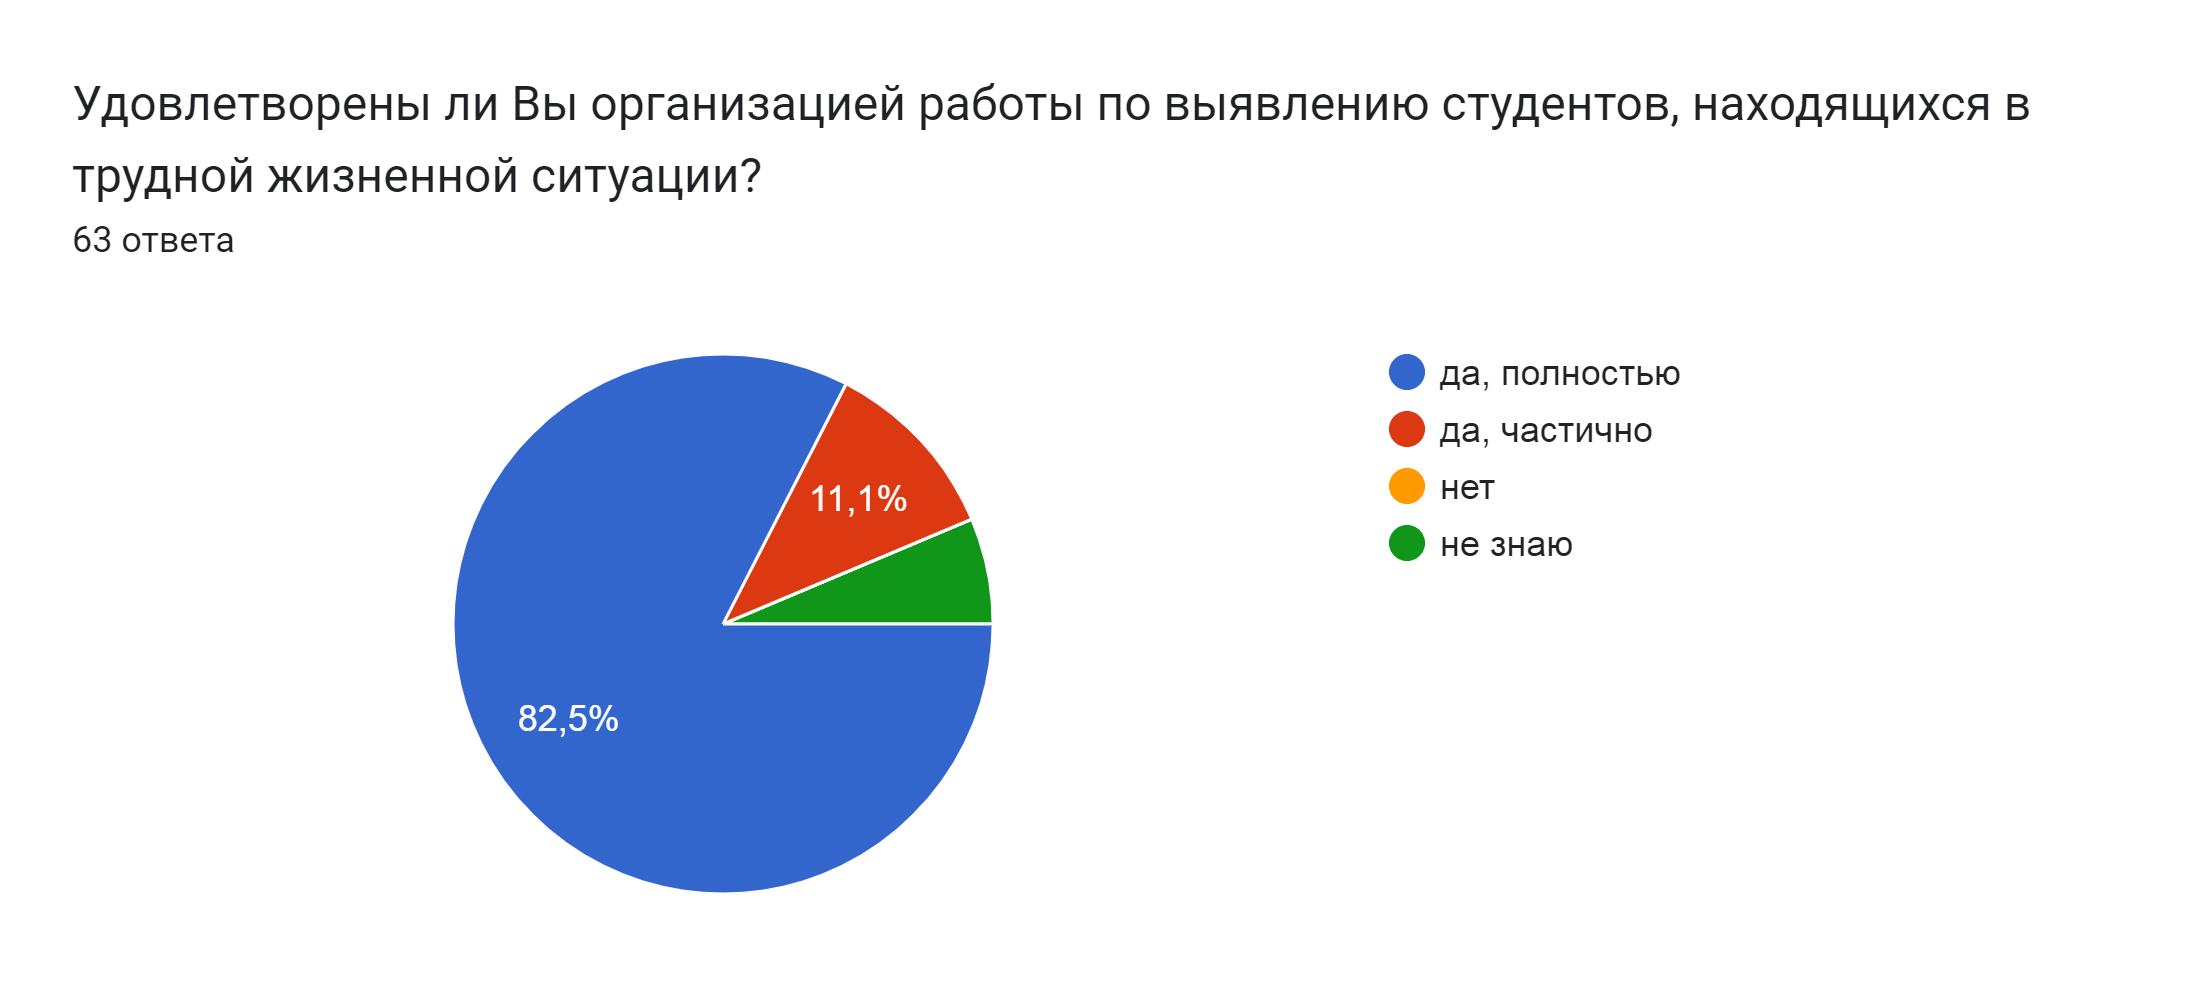 Удовлетворены ли Вы организацией работы по выявлению студентов, находящихся в
трудной жизненной ситуации?
63 ответа
да, полностью
да, частично
нет
не знаю
11,1%
82,5%